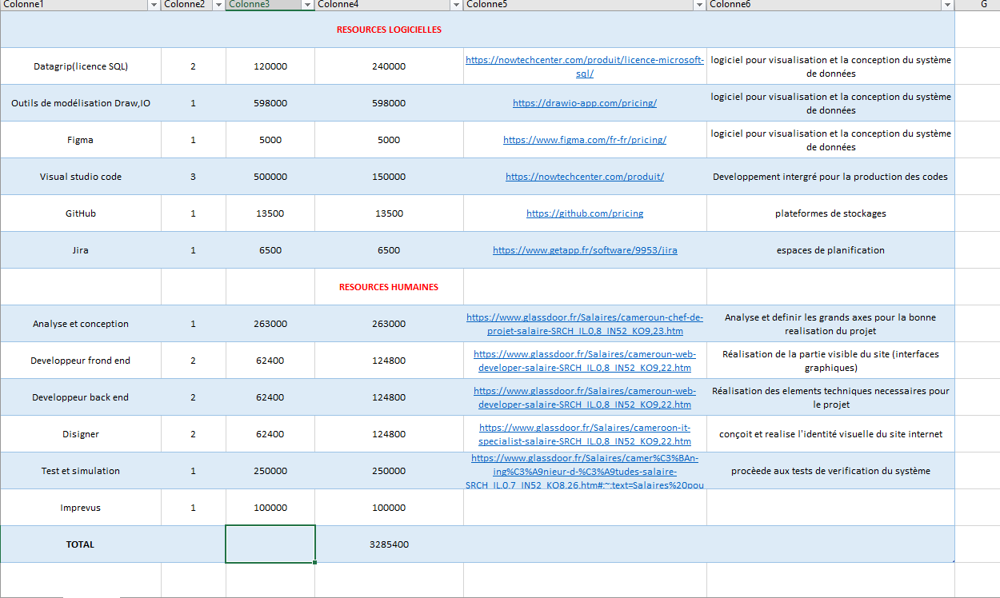 Colonne1 Colonne2 Colonne3 Colonne4 Colonne5 Colonne6 G
RESOURCES LOGICIELLES
Datagrip(licence SQL) 2 120000 240000 https://nowtechcenter.com/produit/licence-microsoft-sql/ logiciel pour visualisation et la conception du système de données
Outils de modélisation Draw,IO 1 598000 598000 https://drawio-app.com/pricing/ logiciel pour visualisation et la conception du système de données
Figma 1 5000 5000 https://www.figma.com/fr-fr/pricing/ logiciel pour visualisation et la conception du système de données
Visual studio code 3 500000 150000 https://nowtechcenter.com/produit/ Developpement intergré pour la production des codes
GitHub 1 13500 13500 https://github.com/pricing plateformes de stockages
Jira 1 6500 6500 https://www.getapp.fr/software/9953/jira espaces de planification
RESOURCES HUMAINES
Analyse et conception 1 263000 263000 https://www.glassdoor.fr/Salaires/cameroun-chef-de-projet-salaire-SRCH_IL.0,8_IN52_KO9,23.htm Analyse et definir les grands axes pour la bonne realisation du projet
Developpeur frond end 2 62400 124800 https://www.glassdoor.fr/Salaires/cameroun-web-developer-salaire-SRCH_IL.0,8_IN52_KO9,22.htm Réalisation de la partie visible du site (interfaces graphiques)
Developpeur back end 2 62400 124800 https://www.glassdoor.fr/Salaires/cameroun-web-developer-salaire-SRCH_IL.0,8_IN52_KO9,22.htm Réalisation des elements techniques necessaires pour le projet
Disigner 2 62400 124800 https://www.glassdoor.fr/Salaires/cameroon-it-specialist-salaire-SRCH_IL.0,8_IN52_KO9,22.htm conçoit et realise l'identité visuelle du site internet
Test et simulation 1 250000 250000 https://www.glassdoor.fr/Salaires/camer%C3%BAn-ing%C3%A9nieur-d-%C3%A9tudes-salaire-SRCH_IL.0,7_IN52_KO8,26.htm#:~:text=Salaires%20pou procèede aux tests de verification du système
Imprevus 1 100000 100000
TOTAL 3285400